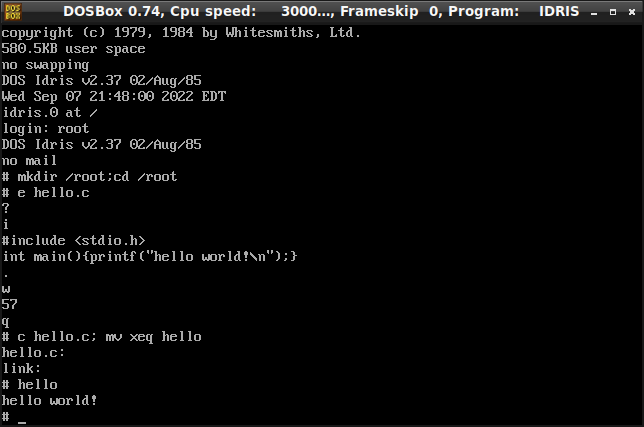 DOS
BOX
DOSBox 0.74, Cpu speed: 3000..., Frameskip 0, Program: IDRIS
copyright (c) 1979, 1984 by Whitesmiths, Ltd.
580.5KB user space
no swapping
DOS Idris v2.37 02/Aug/85
Wed Sep 07 21:48:00 2022 EDT
idris.0 at /
login: root
DOS Idris v2.37 02/Aug/85
no mail
# mkdir /root;cd /root
# e hello.c
?
i
#include <stdio.h>
int main(){printf("hello world!\n");}
.
w
57
q
# c hello.c; mv xeq hello
hello.c:
link:
# hello
hello world!
# _